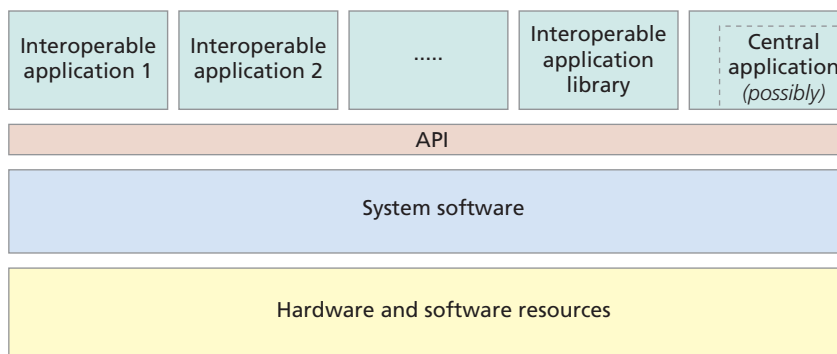 Interoperable
application 1
Interoperable
application 2
.....
Interoperable
application
library
Central
application
(possibly)
API
System software
Hardware and software resources